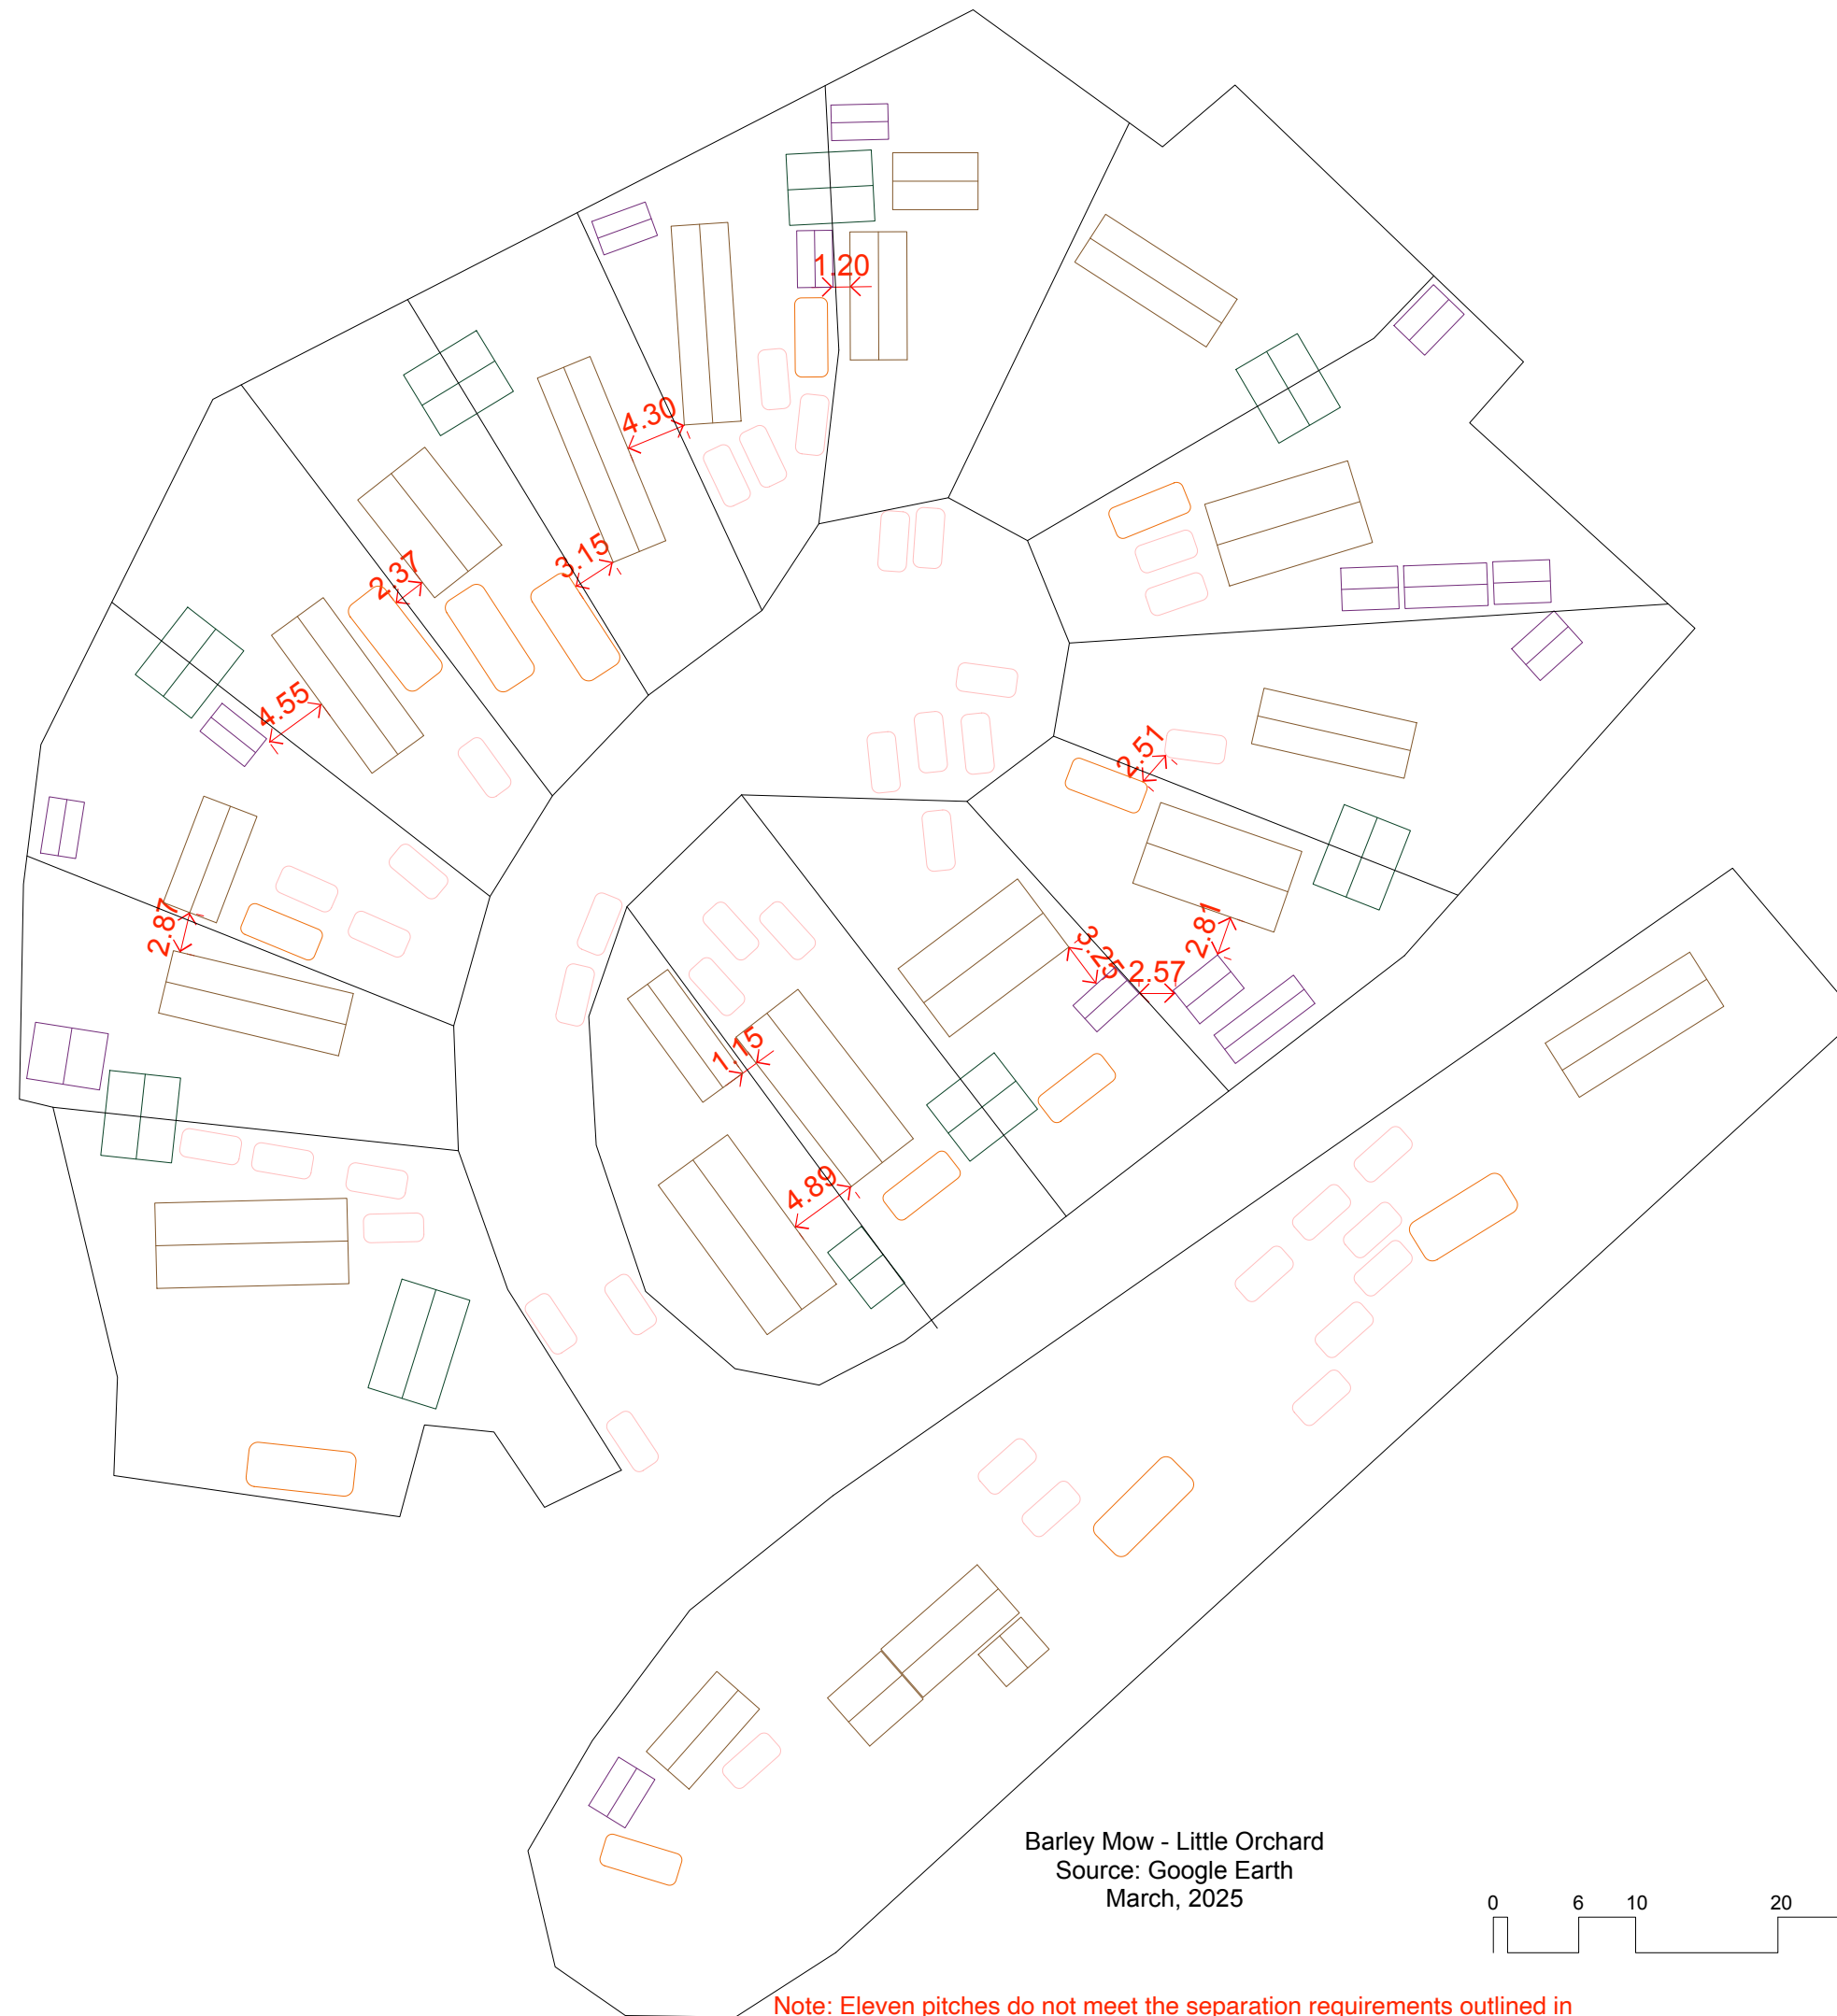 1.20
4.30
3.15
2.37
4.55
2.51
2.87
2.81
3.25
2.57
1.15
4.89
Barley Mow - Little Orchard
Source: Google Earth
March, 2025
0 6 10 20
Note: Eleven pitches do not meet the separation requirements outlined in